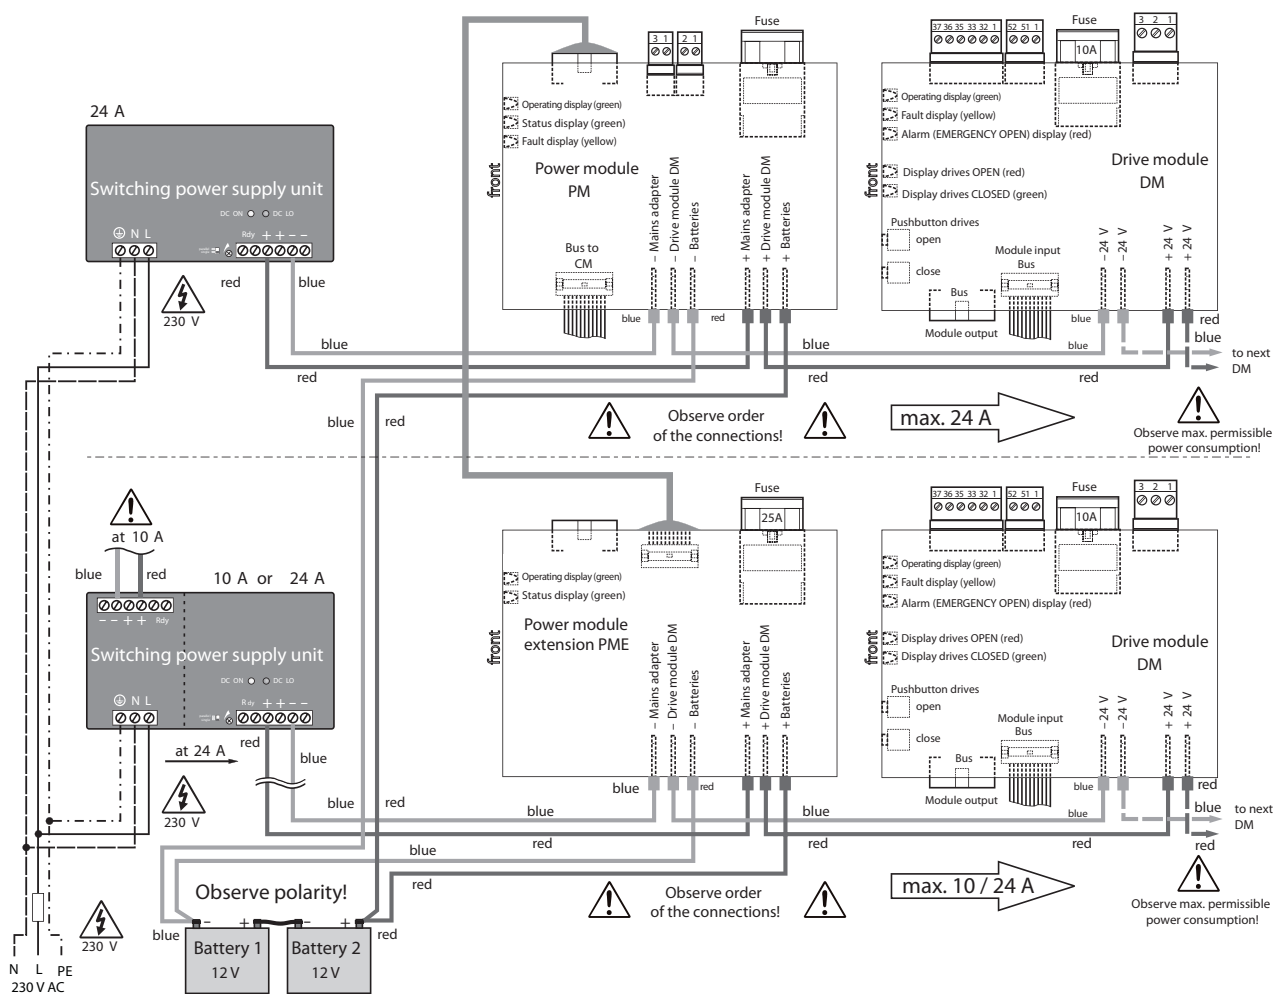 24 A
Switching power supply unit
DC ON DC LO
N L
Rdy + + – –
red
blue
230 V
3 1 2 1
Fuse
Operating display (green)
Status display (green)
Fault display (yellow)
Power module
PM
front
Bus to
CM
– Mains adapter
– Drive module DM
– Batteries
+ Mains adapter
+ Drive module DM
+ Batteries
blue
red
37 36 35 33 32 1 52 51 1
Fuse
10A
3 2 1
Operating display (green)
Fault display (yellow)
Alarm (EMERGENCY OPEN) display (red)
Drive module
DM
front
Display drives OPEN (red)
Display drives CLOSED (green)
Pushbutton drives
open
close
Module input
Bus
Bus
Module output
– 24 V
– 24 V
+ 24 V
+ 24 V
blue
red
blue
to next
DM
blue
red
blue
red
blue
red
blue
red
Observe order
of the connections!
max. 24 A
Observe max. permissible
power consumption!
at 10 A
blue
red
10 A or 24 A
– – + + Rdy
Switching power supply unit
DC ON DC LO
N L
Rdy + + – –
at 24 A
red
blue
230 V
Fuse
25A
Operating display (green)
Status display (green)
Power module
extension PME
front
– Mains adapter
– Drive module DM
– Batteries
+ Mains adapter
+ Drive module DM
+ Batteries
blue
red
37 36 35 33 32 1 52 51 1
Fuse
10A
3 2 1
Operating display (green)
Fault display (yellow)
Alarm (EMERGENCY OPEN) display (red)
Drive module
DM
front
Display drives OPEN (red)
Display drives CLOSED (green)
Pushbutton drives
open
close
Module input
Bus
Bus
Module output
– 24 V
– 24 V
+ 24 V
+ 24 V
blue
red
blue
red
to next
DM
blue
red
blue
red
blue
red
blue
blue
red
Observe order
of the connections!
max. 10 / 24 A
Observe max. permissible
power consumption!
Observe polarity!
– + – +
blue
red
Battery 1
12 V
Battery 2
12 V
230 V
N L PE
230 V AC